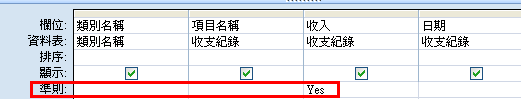 欄位: 類別名稱 項目名稱 收入 日期
資料表: 類別名稱 收支紀錄 收支紀錄 收支紀錄
排序:
顯示:
準則: Yes